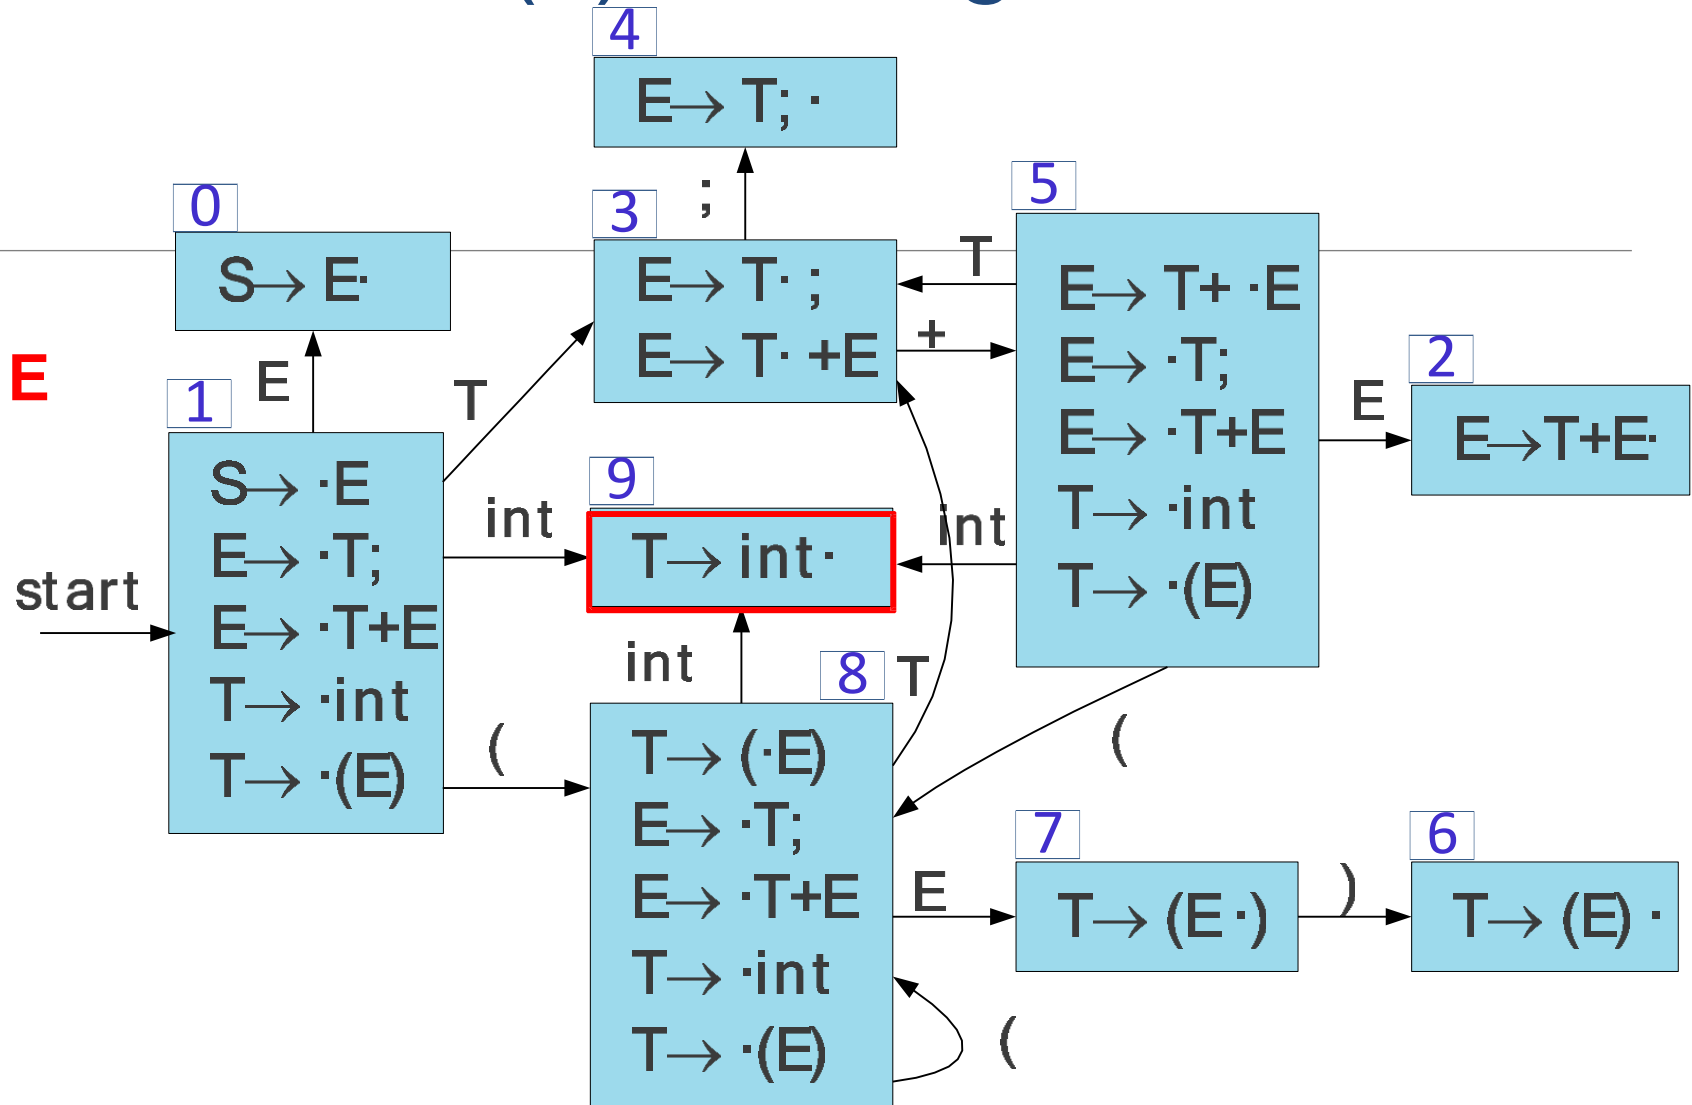 4
E→ T; ·
;
0
S→ E·
3
E→ T· ;
E→ T· +E
T
+
5
E→ T+ ·E
E→ ·T;
E→ ·T+E
T→ ·int
T→ ·(E)
E
2
E→T+E·
E
E
T
1
S→ ·E
E→ ·T;
E→ ·T+E
T→ ·int
T→ ·(E)
start
int
9
T→ int ·
int
int
(
8
T
T→ (·E)
E→ ·T;
E→ ·T+E
T→ ·int
T→ ·(E)
(
E
7
T→ (E ·)
)
6
T→ (E) ·
(